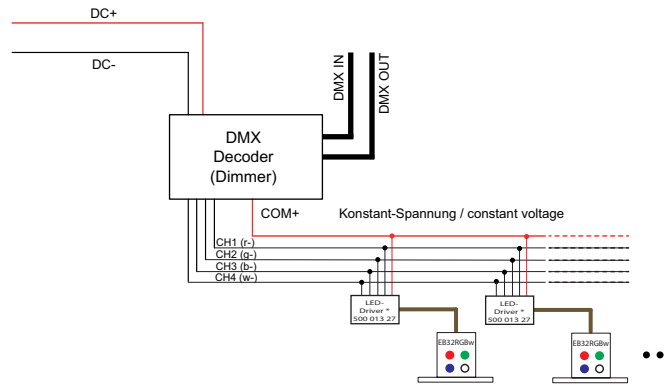 DC+
DC-
DMX IN
DMX OUT
DMX
Decoder
(Dimmer)
COM+
Konstant-Spannung / constant voltage
CH1 (r-)
CH2 (g-)
CH3 (b-)
CH4 (w-)
LED-
Driver *
500 013 27
LED-
Driver *
500 013 27
EB32RGBw
EB32RGBw